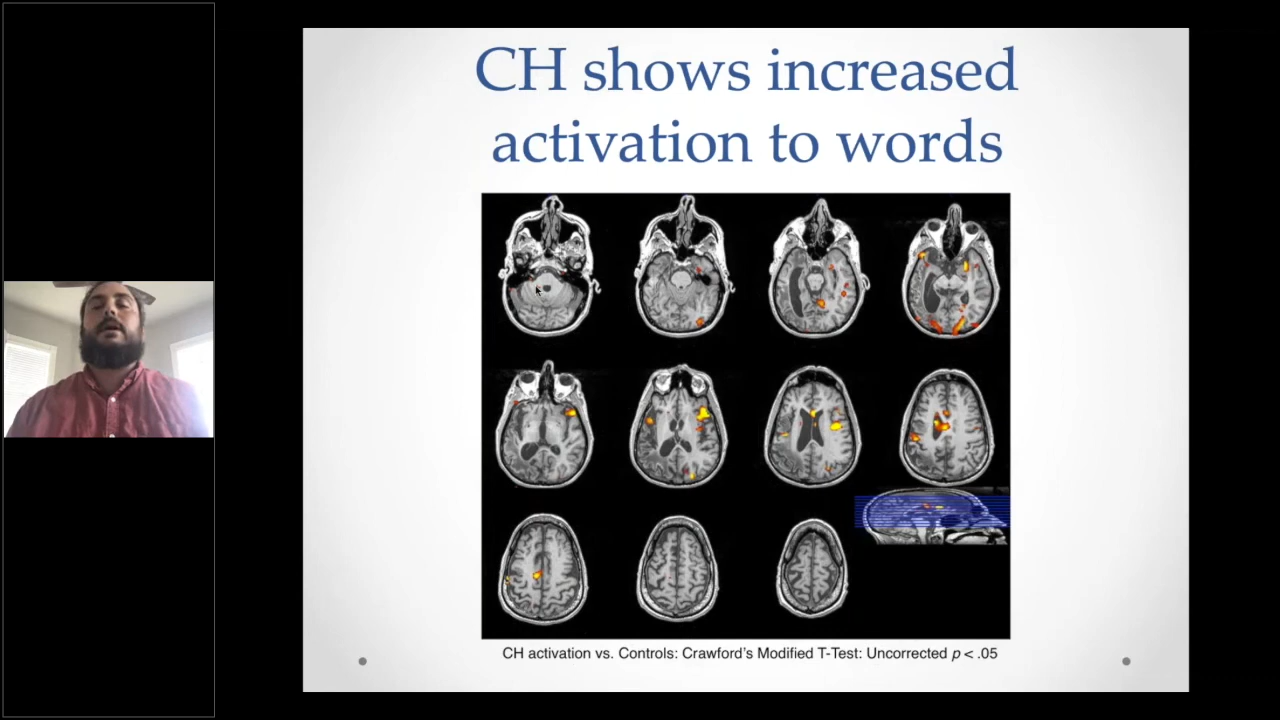 CH shows increased
activation to words
CH activation vs. Controls: Crawford's Modified T-Test: Uncorrected p < .05